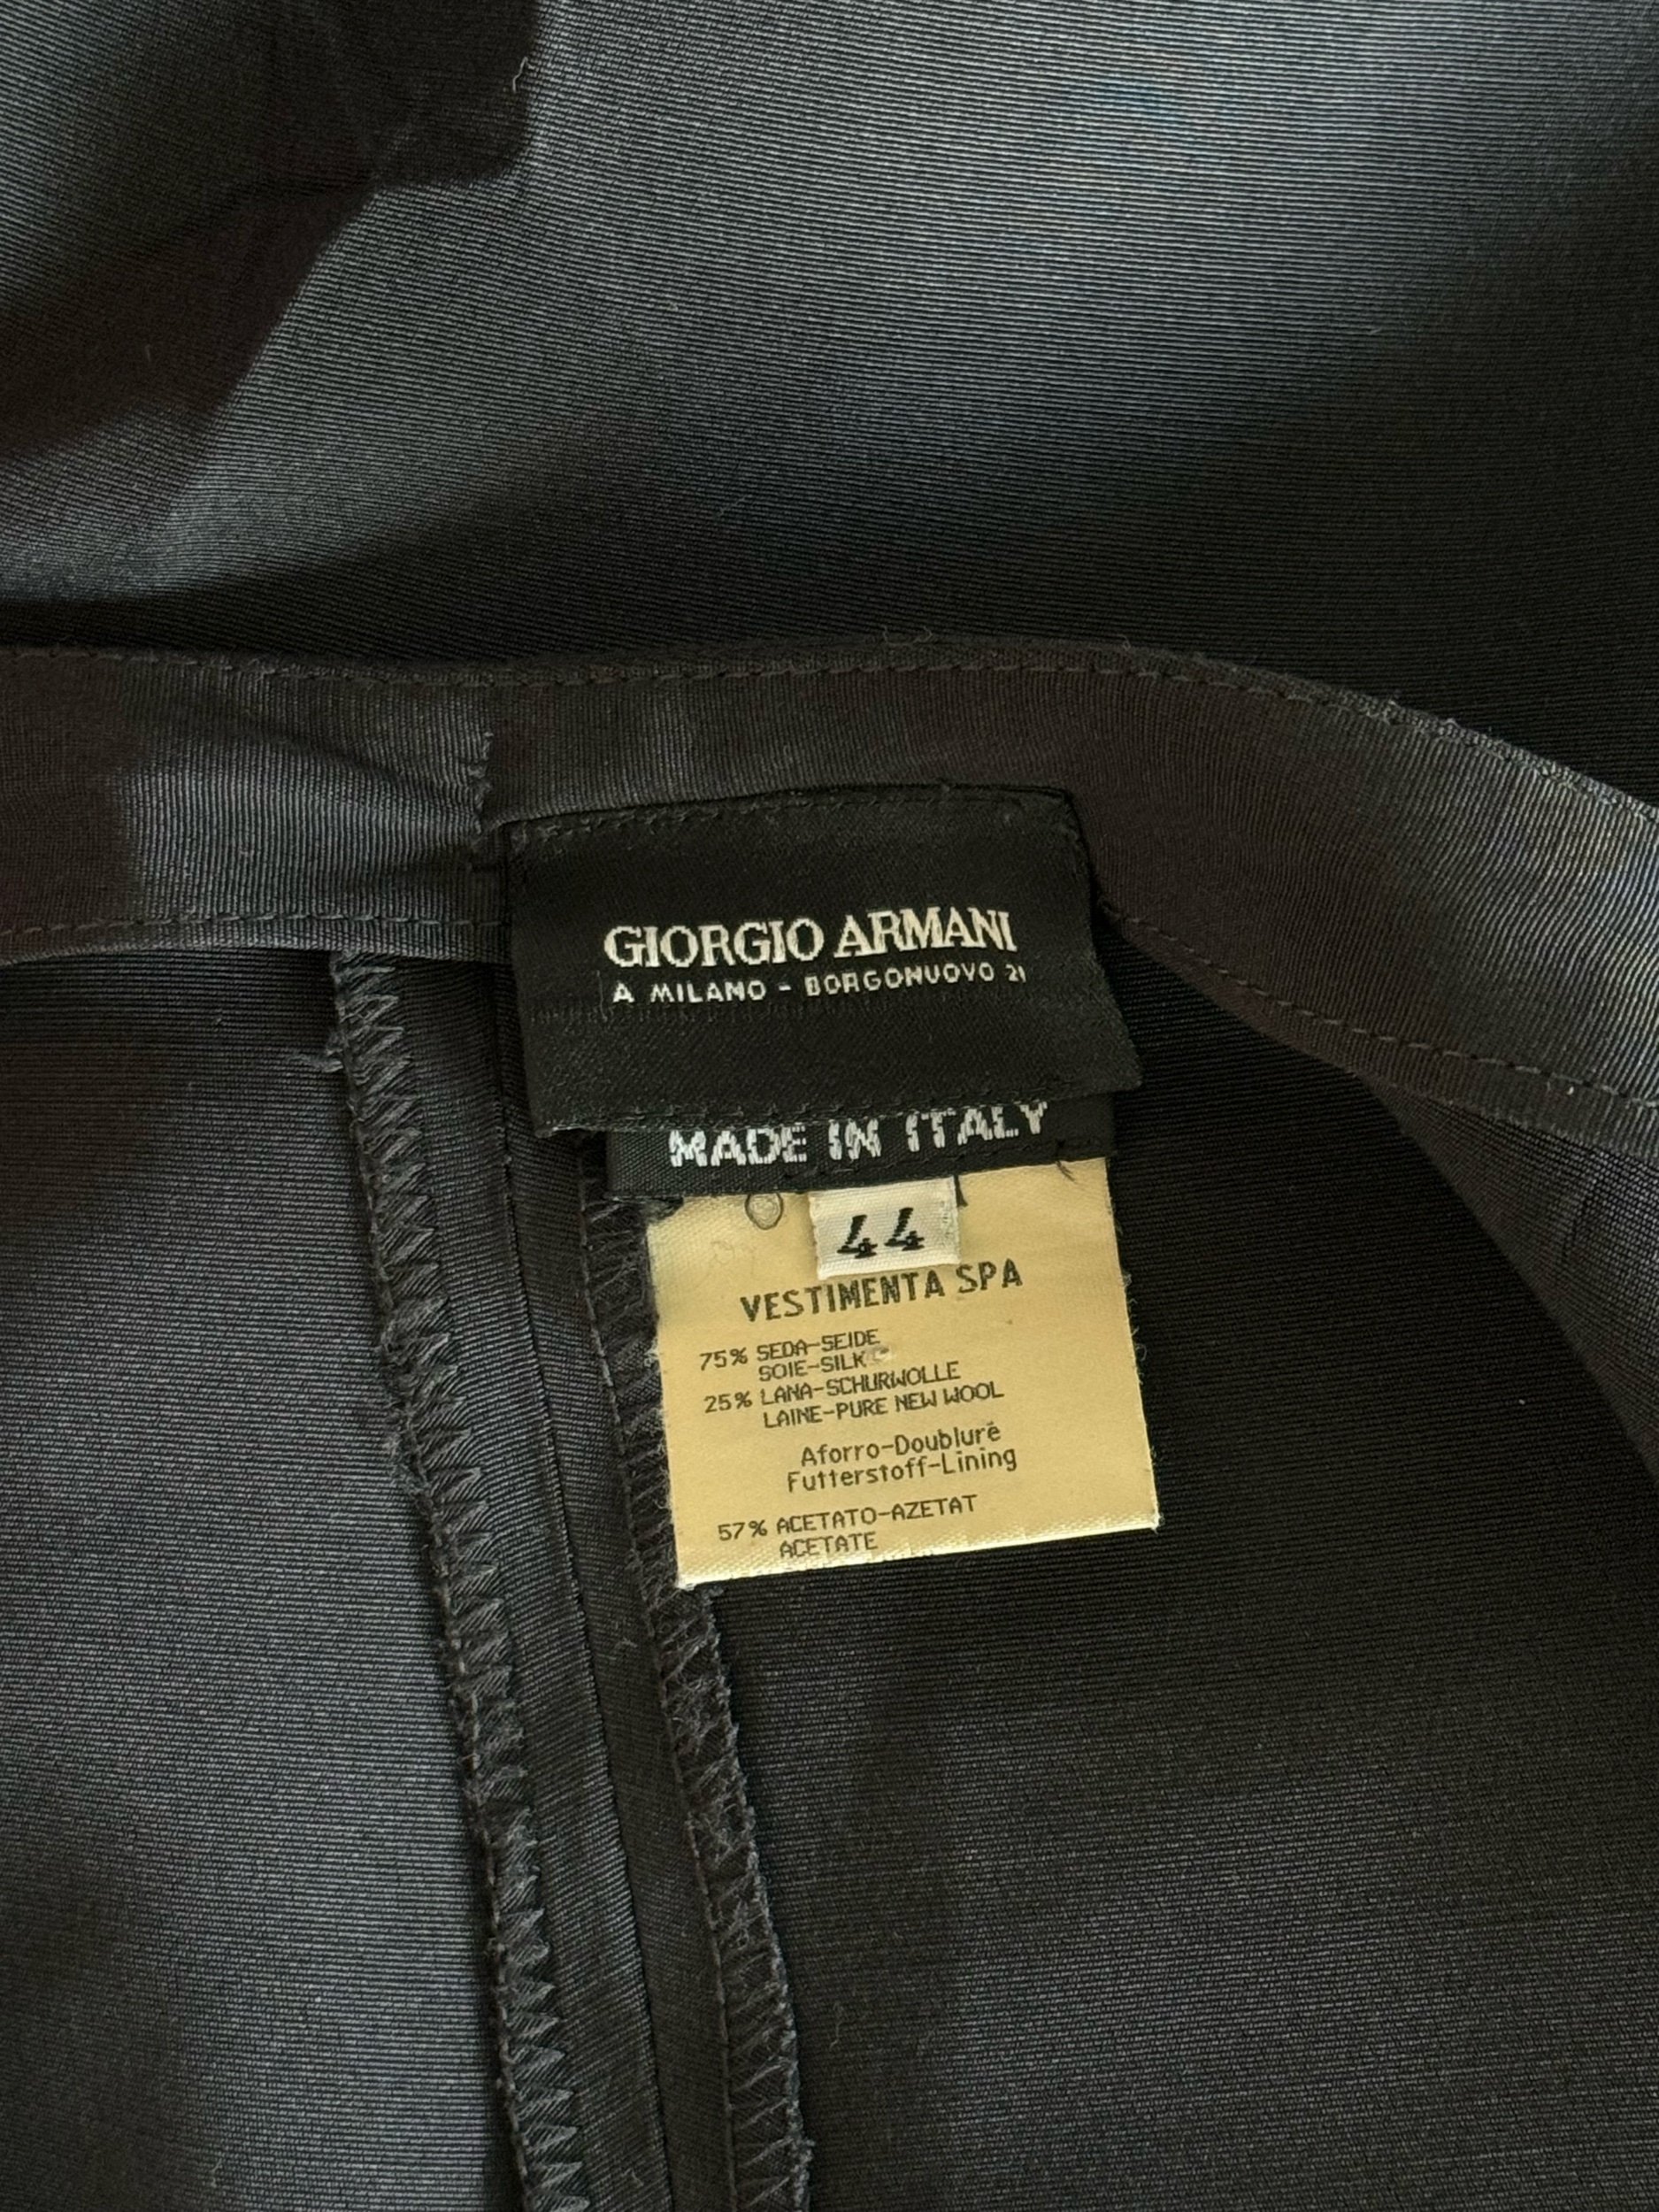 GIORGIO ARMANI
A MILANO - BORGONUOVO 21
MADE IN ITALY
44
VESTIMENTA SPA
75% SEDA-SEIDE
SOIE-SILK
25% LANA-SCHURWOLLE
LAINE-PURE NEW WOOL
Aforro-Doublure
Futterstoff-Lining
57% ACETATO-AZETAT
ACETATE